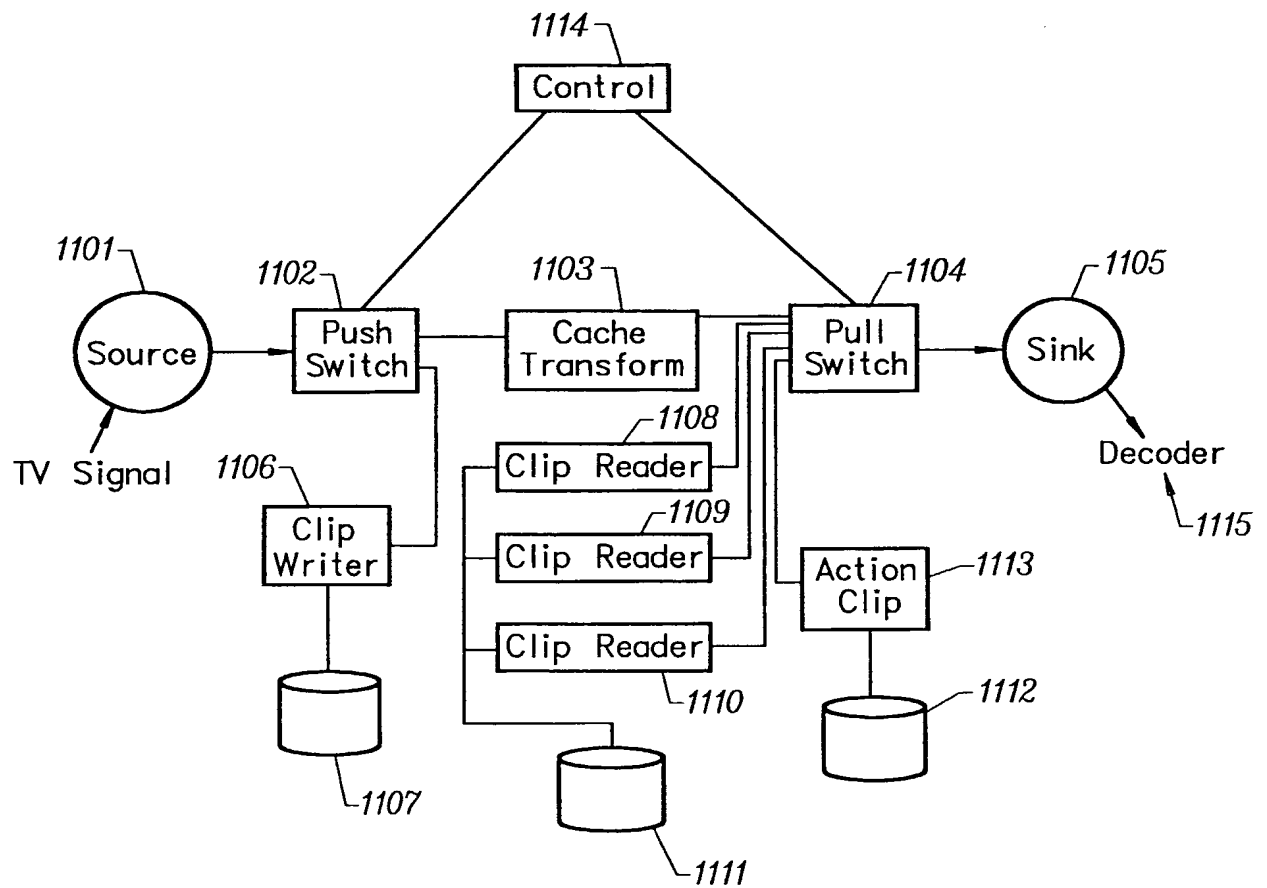 1114
Control
1101
1102
1103
1104
1105
Source
Push
Switch
Cache
Transform
Pull
Switch
Sink
TV Signal
Decoder
1115
1106
Clip
Writer
1107
1108
Clip Reader
1109
Clip Reader
Clip Reader
1110
1111
Action
Clip
1113
1112